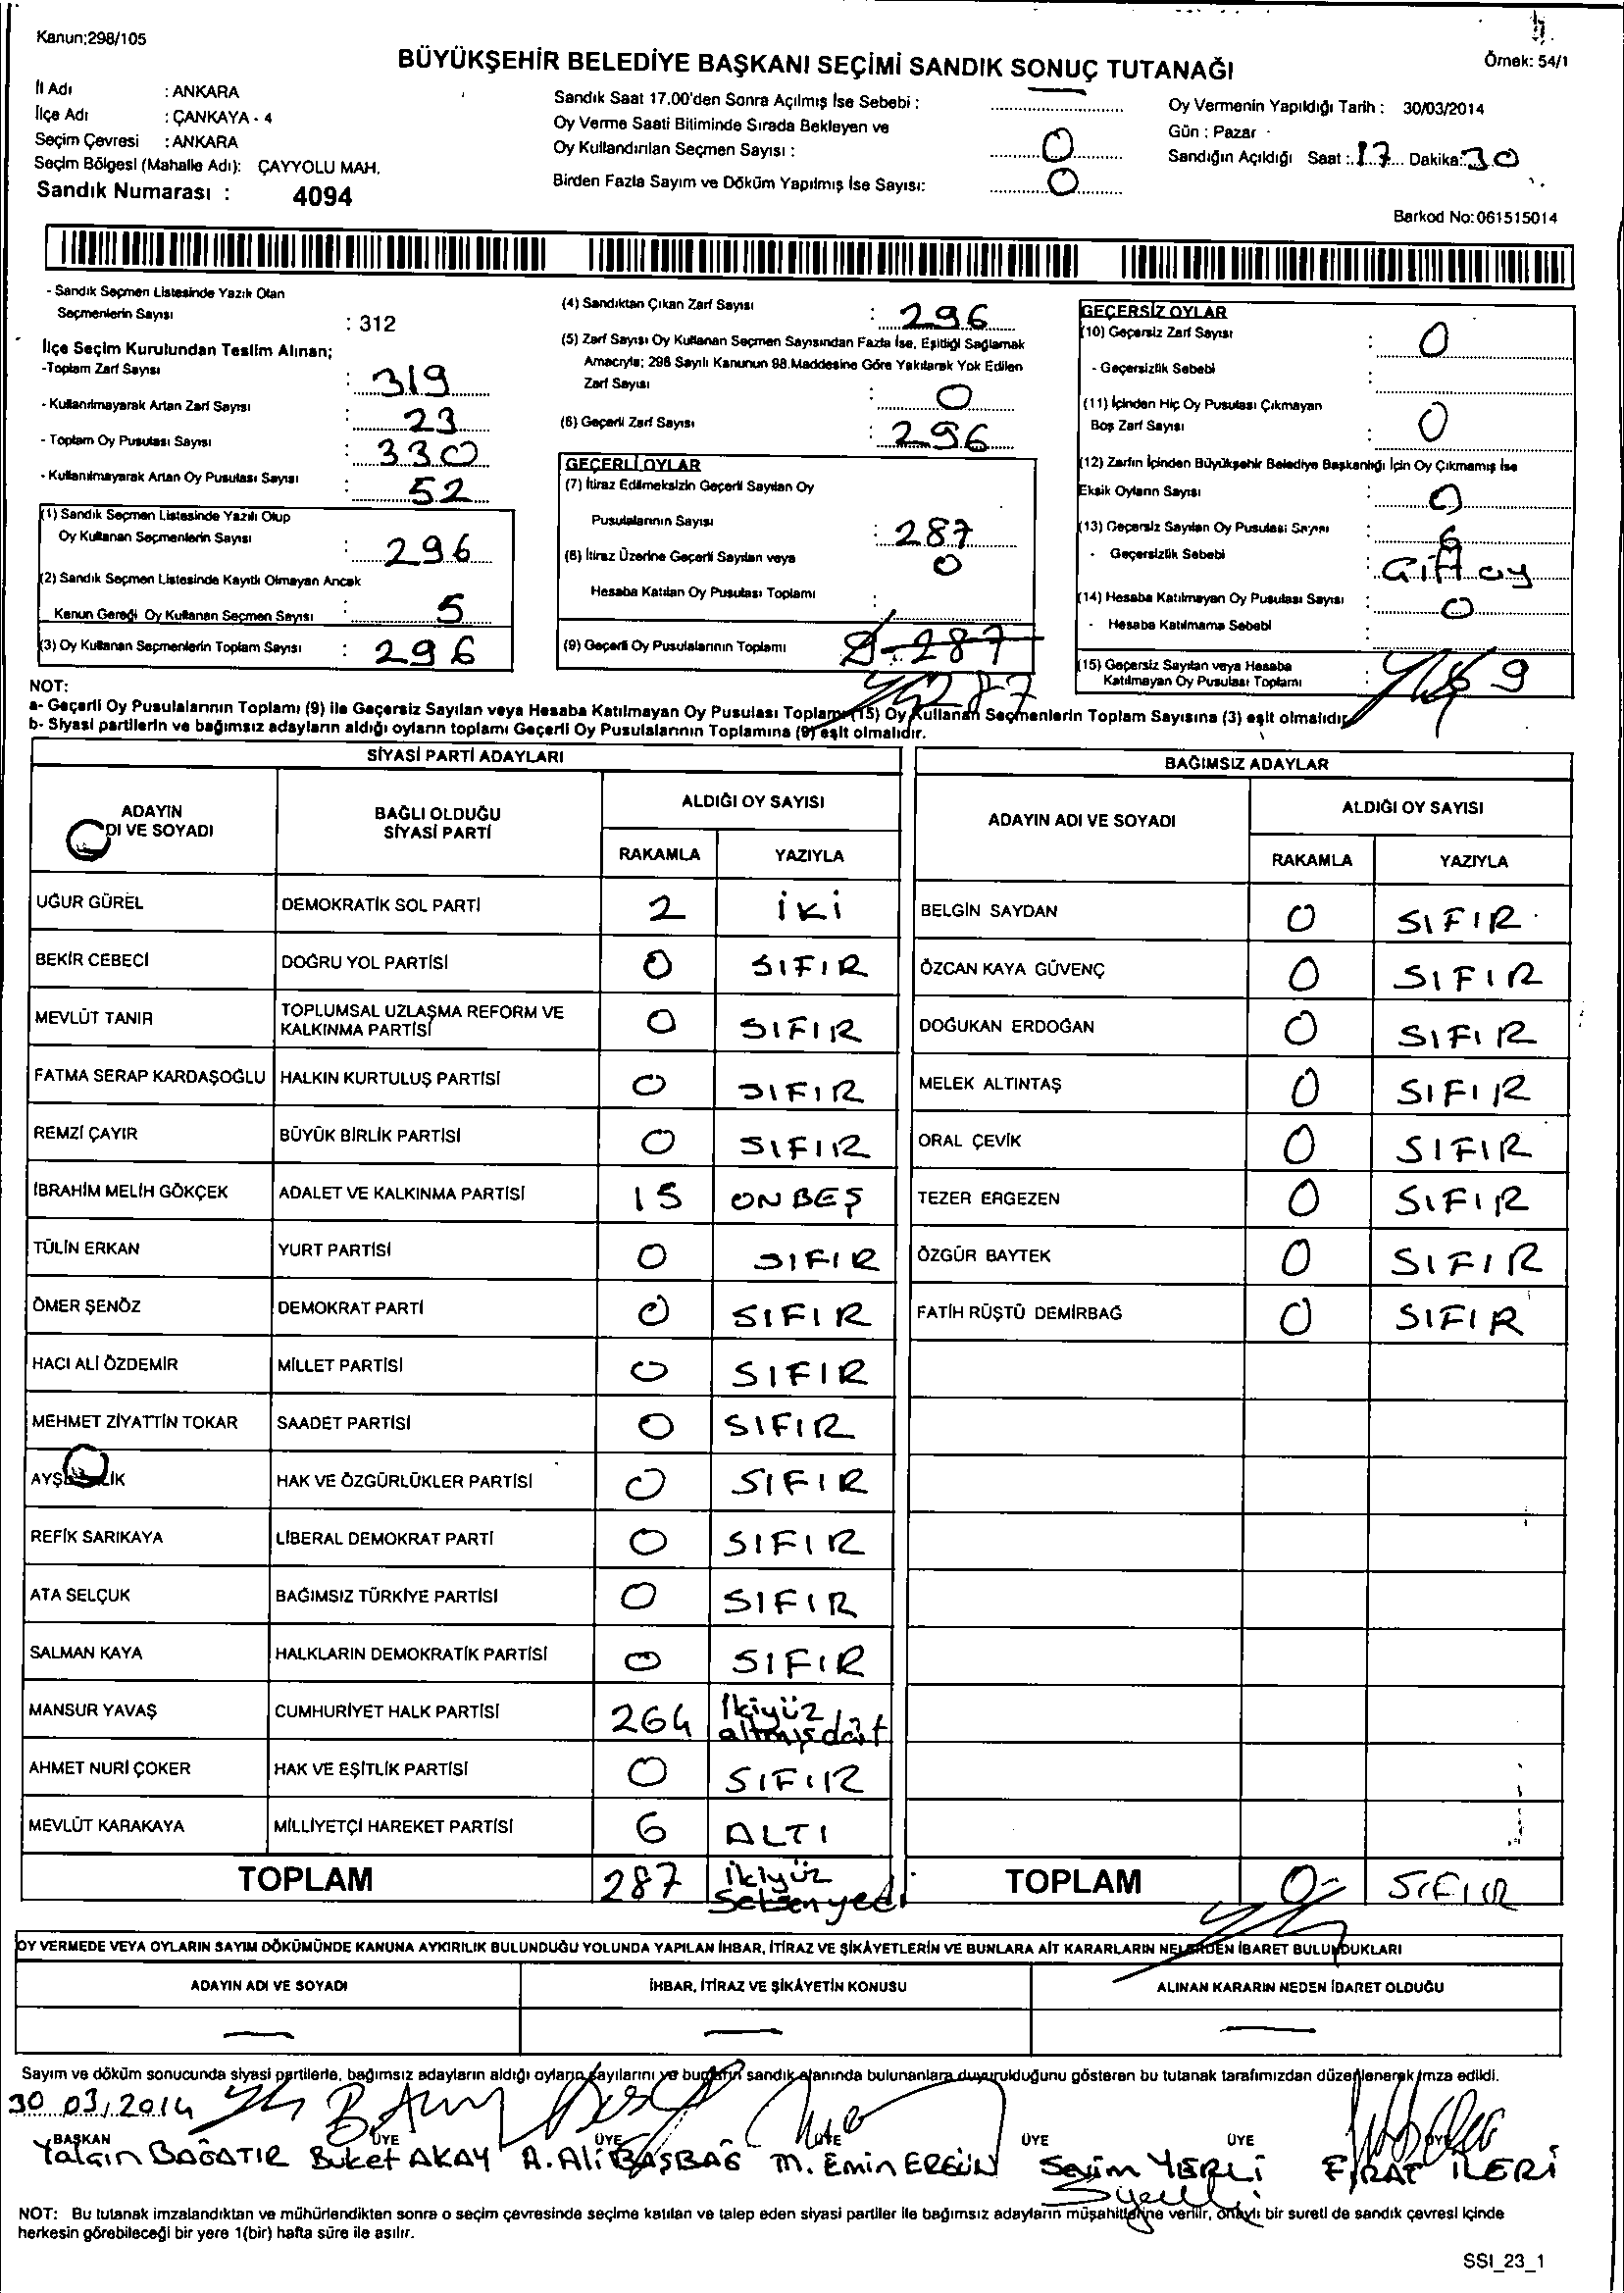 Kanun;298/105
BÜYÜKŞEHİR BELEDİYE BAŞKANI SEÇİMİ SANDIK SONUÇ TUTANAĞI
Örnek: 54/1
İl Adı : ANKARA
İlçe Adı : ÇANKAYA - 4
Seçim Çevresi : ANKARA
Seçim Bölgesi (Mahalle Adı): ÇAYYOLU MAH.
Sandık Numarası : 4094
Sandık Saat 17.00'den Sonra Açılmış İse Sebebi :
Oy Verme Saati Bitiminde Sırada Bekleyen ve
Oy Kullandırılan Seçmen Sayısı : 0
Birden Fazla Sayım ve Döküm Yapılmış İse Sayısı: 0
Oy Vermenin Yapıldığı Tarih : 30/03/2014
Gün : Pazar
Sandığın Açıldığı Saat : 17 Dakika: 30
Barkod No:061515014
- Sandık Seçmen Listesinde Yazılı Olan
Seçmenlerin Sayısı : 312
İlçe Seçim Kurulundan Teslim Alınan;
-Toplam Zarf Sayısı : 319
- Kullanılmayarak Artan Zarf Sayısı : 23
- Toplam Oy Pusulası Sayısı : 330
- Kullanılmayarak Artan Oy Pusulası Sayısı : 52
(1) Sandık Seçmen Listesinde Yazılı Olup
Oy Kullanan Seçmenlerin Sayısı : 296
(2) Sandık Seçmen Listesinde Kayıtlı Olmayan Ancak
Kanun Gereği Oy Kullanan Seçmen Sayısı : 5
(3) Oy Kullanan Seçmenlerin Toplam Sayısı : 296
(4) Sandıktan Çıkan Zarf Sayısı : 296
(5) Zarf Sayısı Oy Kullanan Seçmen Sayısından Fazla İse, Eşitliği Sağlamak
Amacıyla; 298 Sayılı Kanunun 98.Maddesine Göre Yakılarak Yok Edilen
Zarf Sayısı : 0
(6) Geçerli Zarf Sayısı : 296
GEÇERLİ OYLAR
(7) İtiraz Edilmeksizin Geçerli Sayılan Oy
Pusulalarının Sayısı : 287
(8) İtiraz Üzerine Geçerli Sayılan veya
Hesaba Katılan Oy Pusulası Toplamı : 0
(9) Geçerli Oy Pusulalarının Toplamı 287
287
GEÇERSİZ OYLAR
(10) Geçersiz Zarf Sayısı : 0
- Geçersizlik Sebebi :
(11) İçinden Hiç Oy Pusulası Çıkmayan
Boş Zarf Sayısı : 0
(12) Zarfın İçinden Büyükşehir Belediye Başkanlığı İçin Oy Çıkmamış İse
Eksik Oyların Sayısı : 0
(13) Geçersiz Sayılan Oy Pusulası Sayısı :
- Geçersizlik Sebebi : Çift oy
(14) Hesaba Katılmayan Oy Pusulası Sayısı : 0
- Hesaba Katılmama Sebebi :
(15) Geçersiz Sayılan veya Hesaba
Katılmayan Oy Pusulası Toplamı : 9
NOT:
a- Geçerli Oy Pusulalarının Toplamı (9) ile Geçersiz Sayılan veya Hesaba Katılmayan Oy Pusulası Toplamı (15) Oy Kullanan Seçmenlerin Toplam Sayısına (3) eşit olmalıdır.
b- Siyasi partilerin ve bağımsız adayların aldığı oyların toplamı Geçerli Oy Pusulalarının Toplamına (9) eşit olmalıdır.
SİYASİ PARTİ ADAYLARI
BAĞIMSIZ ADAYLAR
ADAYIN
DI VE SOYADI
BAĞLI OLDUĞU
SİYASİ PARTİ
ALDIĞI OY SAYISI
RAKAMLA YAZIYLA
ADAYIN ADI VE SOYADI
ALDIĞI OY SAYISI
RAKAMLA YAZIYLA
UĞUR GÜREL DEMOKRATİK SOL PARTİ 2 İKİ BELGİN SAYDAN 0 SIFIR
BEKİR CEBECİ DOĞRU YOL PARTİSİ 0 SIFIR ÖZCAN KAYA GÜVENÇ 0 SIFIR
MEVLÜT TANIR TOPLUMSAL UZLAŞMA REFORM VE KALKINMA PARTİSİ 0 SIFIR DOĞUKAN ERDOĞAN 0 SIFIR
FATMA SERAP KARDAŞOĞLU HALKIN KURTULUŞ PARTİSİ 0 SIFIR MELEK ALTINTAŞ 0 SIFIR
REMZİ ÇAYIR BÜYÜK BİRLİK PARTİSİ 0 SIFIR ORAL ÇEVİK 0 SIFIR
İBRAHİM MELİH GÖKÇEK ADALET VE KALKINMA PARTİSİ 15 ONBEŞ TEZER ERGEZEN 0 SIFIR
TÜLİN ERKAN YURT PARTİSİ 0 SIFIR ÖZGÜR BAYTEK 0 SIFIR
ÖMER ŞENÖZ DEMOKRAT PARTİ 0 SIFIR FATİH RÜŞTÜ DEMİRBAĞ 0 SIFIR
HACI ALİ ÖZDEMİR MİLLET PARTİSİ 0 SIFIR
MEHMET ZİYATTİN TOKAR SAADET PARTİSİ 0 SIFIR
HAK VE ÖZGÜRLÜKLER PARTİSİ 0 SIFIR
REFİK SARIKAYA LİBERAL DEMOKRAT PARTİ 0 SIFIR
ATA SELÇUK BAĞIMSIZ TÜRKİYE PARTİSİ 0 SIFIR
SALMAN KAYA HALKLARIN DEMOKRATİK PARTİSİ 0 SIFIR
MANSUR YAVAŞ CUMHURİYET HALK PARTİSİ 264 İkiyüz altmışdört
AHMET NURİ ÇOKER HAK VE EŞİTLİK PARTİSİ 0 SIFIR
MEVLÜT KARAKAYA MİLLİYETÇİ HAREKET PARTİSİ 6 ALTI
TOPLAM 287 İkiyüz Seksenyedi TOPLAM 0 SIFIR
OY VERMEDE VEYA OYLARIN SAYIM DÖKÜMÜNDE KANUNA AYKIRILIK BULUNDUĞU YOLUNDA YAPILAN İHBAR, İTİRAZ VE ŞİKÂYETLERİN VE BUNLARA AİT KARARLARIN NELERDEN İBARET BULUNDUKLARI
ADAYIN ADI VE SOYADI İHBAR, İTİRAZ VE ŞİKÂYETİN KONUSU ALINAN KARARIN NEDEN İBARET OLDUĞU
Sayım ve döküm sonucunda siyasi partilerle, bağımsız adayların aldığı oyların sayılarını ve bunların sandık alanında bulunanlara duyurulduğunu gösteren bu tutanak tarafımızdan düzenlenerek imza edildi.
30 03/2014
BAŞKAN ÜYE ÜYE ÜYE ÜYE ÜYE ÜYE
Yalçın BAĞATIR Buket AKAY A. Ali BAŞBAĞ M. Emin ERGÜN Seyim YERLİ FIRAT İLERİ
NOT: Bu tutanak imzalandıktan ve mühürlendikten sonra o seçim çevresinde seçime katılan ve talep eden siyasi partiler ile bağımsız adayların müşahitlerine verilir, onaylı bir sureti de sandık çevresi içinde
herkesin görebileceği bir yere 1(bir) hafta süre ile asılır.
SSI_23_1